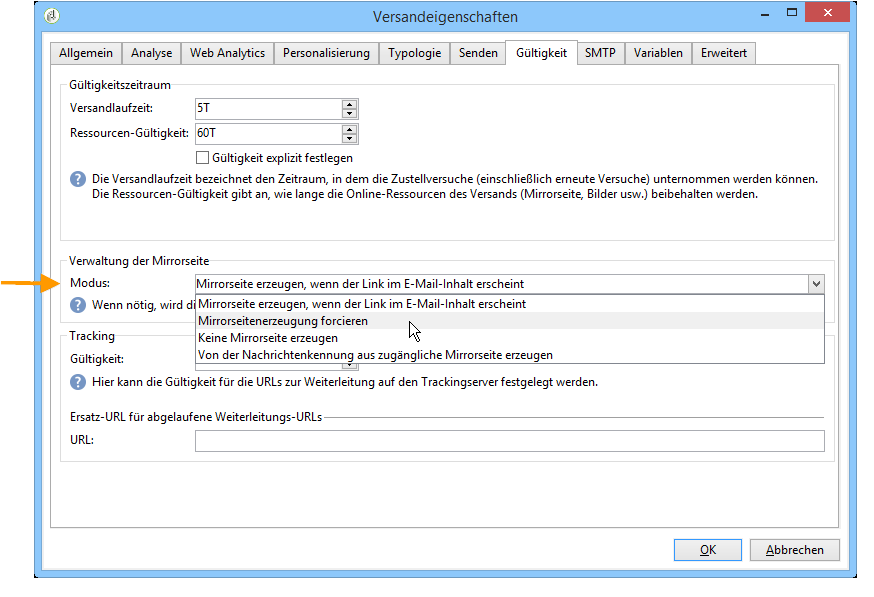 Versandeigenschaften
Allgemein Analyse Web Analytics Personalisierung Typologie Senden Gültigkeit SMTP Variablen Erweitert
Gültigkeitszeitraum
Versandlaufzeit: 5T
Ressourcen-Gültigkeit: 60T
Gültigkeit explizit festlegen
Die Versandlaufzeit bezeichnet den Zeitraum, in dem die Zustellversuche (einschließlich erneute Versuche) unternommen werden können.
Die Ressourcen-Gültigkeit gibt an, wie lange die Online-Ressourcen des Versands (Mirrorseite, Bilder usw.) beibehalten werden.
Verwaltung der Mirrorseite
Modus: Mirrorseite erzeugen, wenn der Link im E-Mail-Inhalt erscheint
Wenn nötig, wird di
Mirrorseite erzeugen, wenn der Link im E-Mail-Inhalt erscheint
Mirrorseitenerzeugung forcieren
Keine Mirrorseite erzeugen
Von der Nachrichtenkennung aus zugängliche Mirrorseite erzeugen
Tracking
Gültigkeit:
Hier kann die Gültigkeit für die URLs zur Weiterleitung auf den Trackingserver festgelegt werden.
Ersatz-URL für abgelaufene Weiterleitungs-URLs
URL:
OK Abbrechen